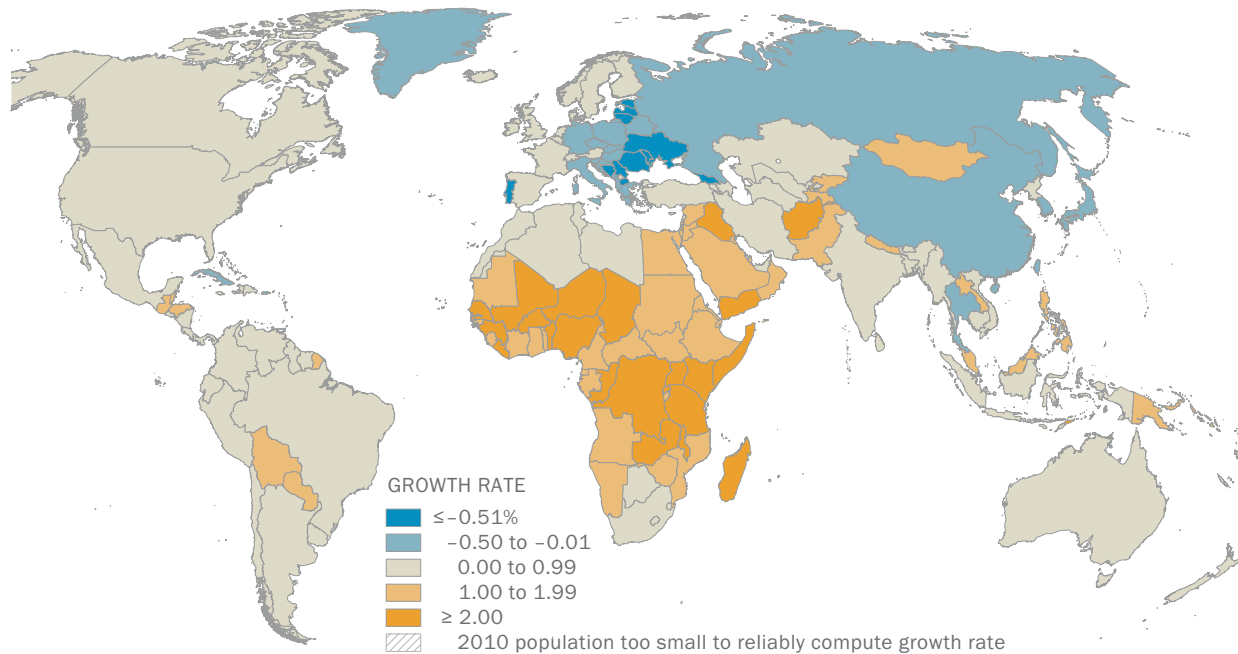 GROWTH RATE
≤−0.51%
−0.50 to −0.01
0.00 to 0.99
1.00 to 1.99
≥ 2.00
2010 population too small to reliably compute growth rate